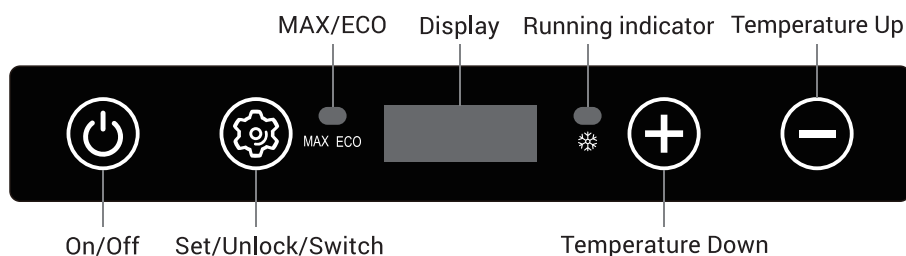 MAX/ECO Display Running indicator Temperature Up
MAX ECO
On/Off Set/Unlock/Switch Temperature Down